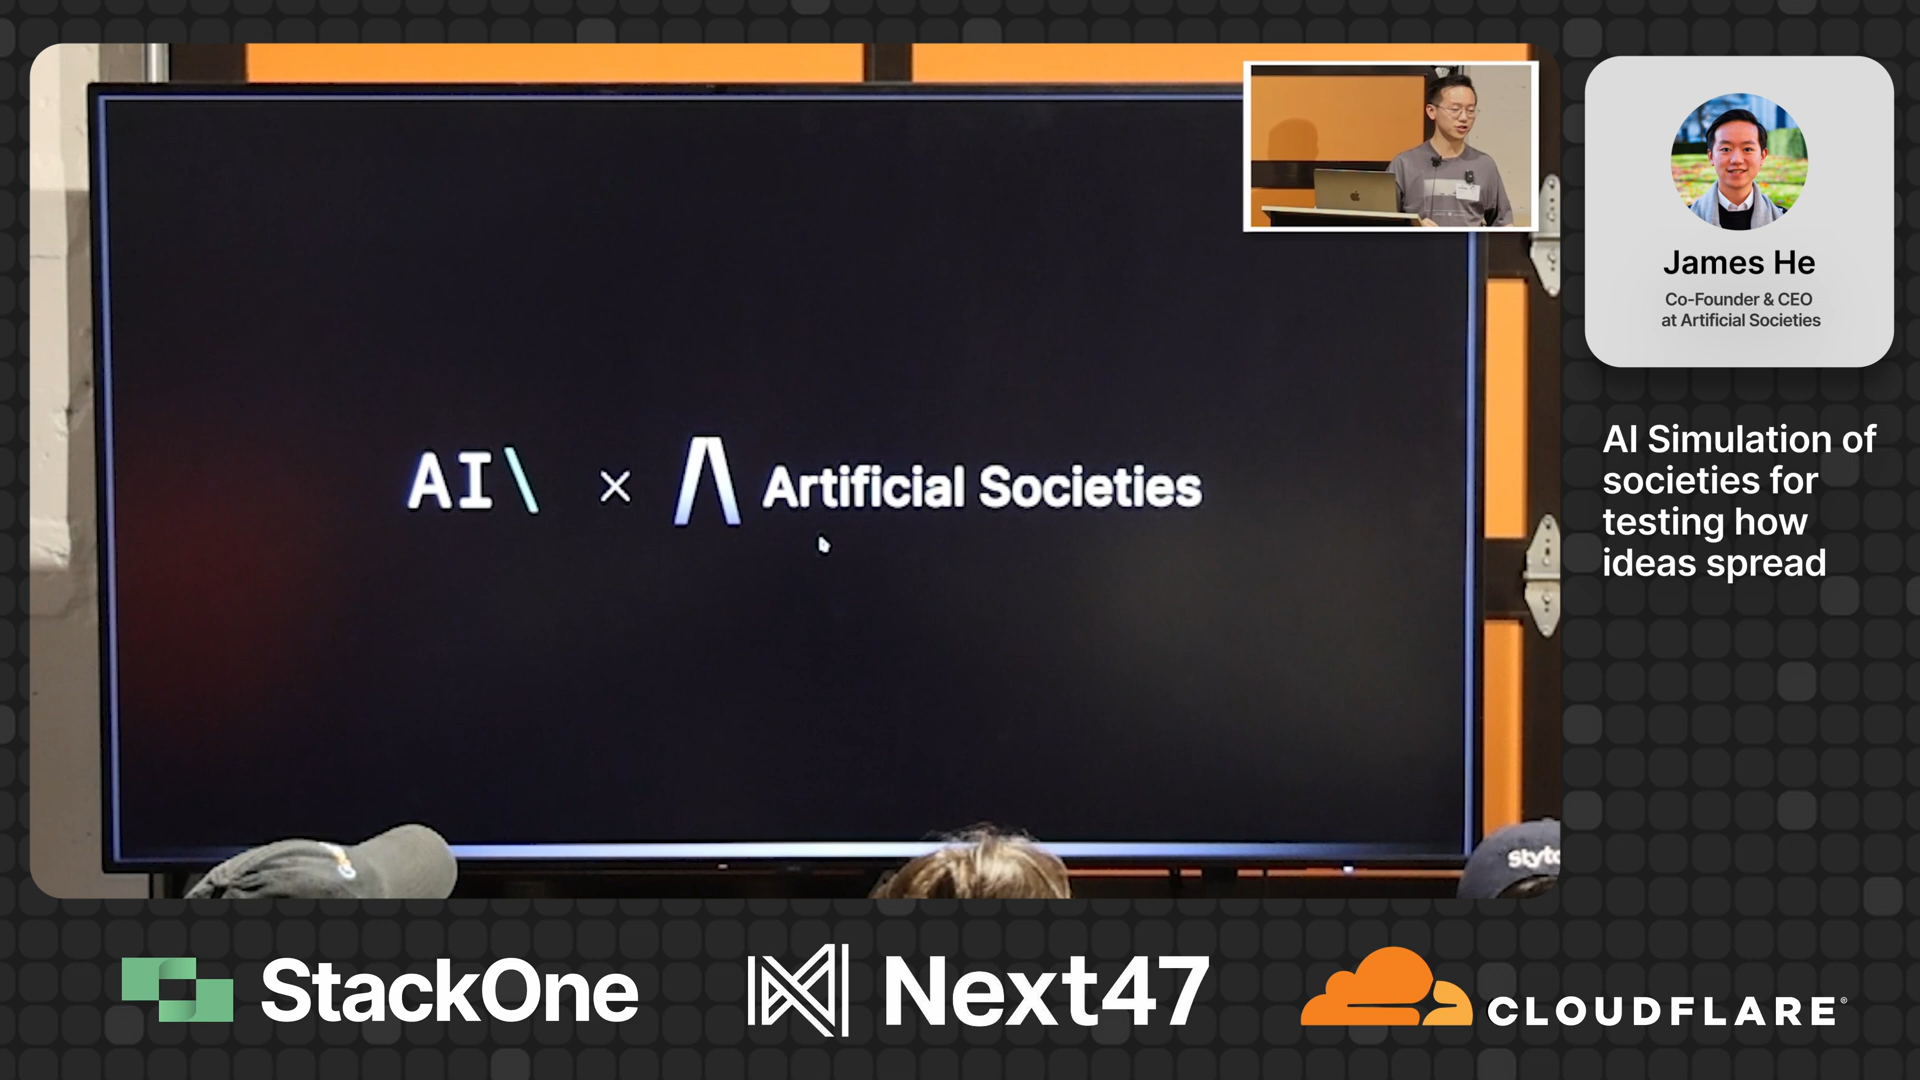 AI\ × Artificial Societies
James He
Co-Founder & CEO
at Artificial Societies
AI Simulation of
societies for
testing how
ideas spread
StackOne
Next47
CLOUDFLARE®